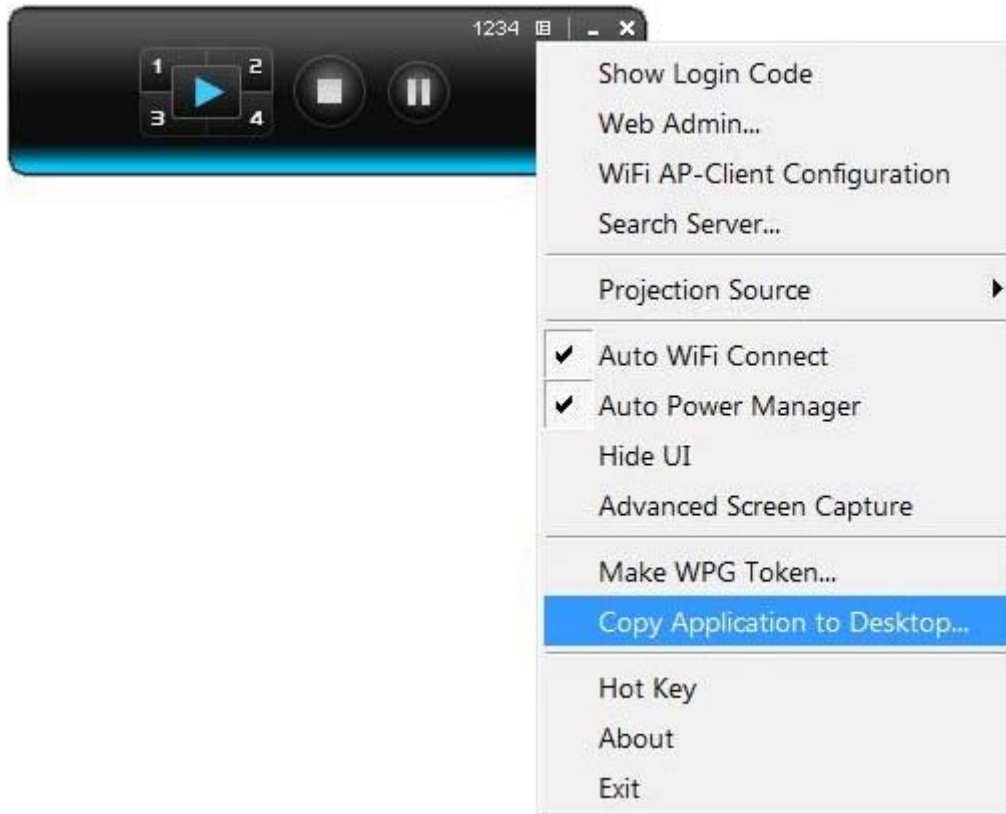 1234
1 2
3 4
Show Login Code
Web Admin...
WiFi AP-Client Configuration
Search Server...
Projection Source
Auto WiFi Connect
Auto Power Manager
Hide UI
Advanced Screen Capture
Make WPG Token...
Copy Application to Desktop...
Hot Key
About
Exit